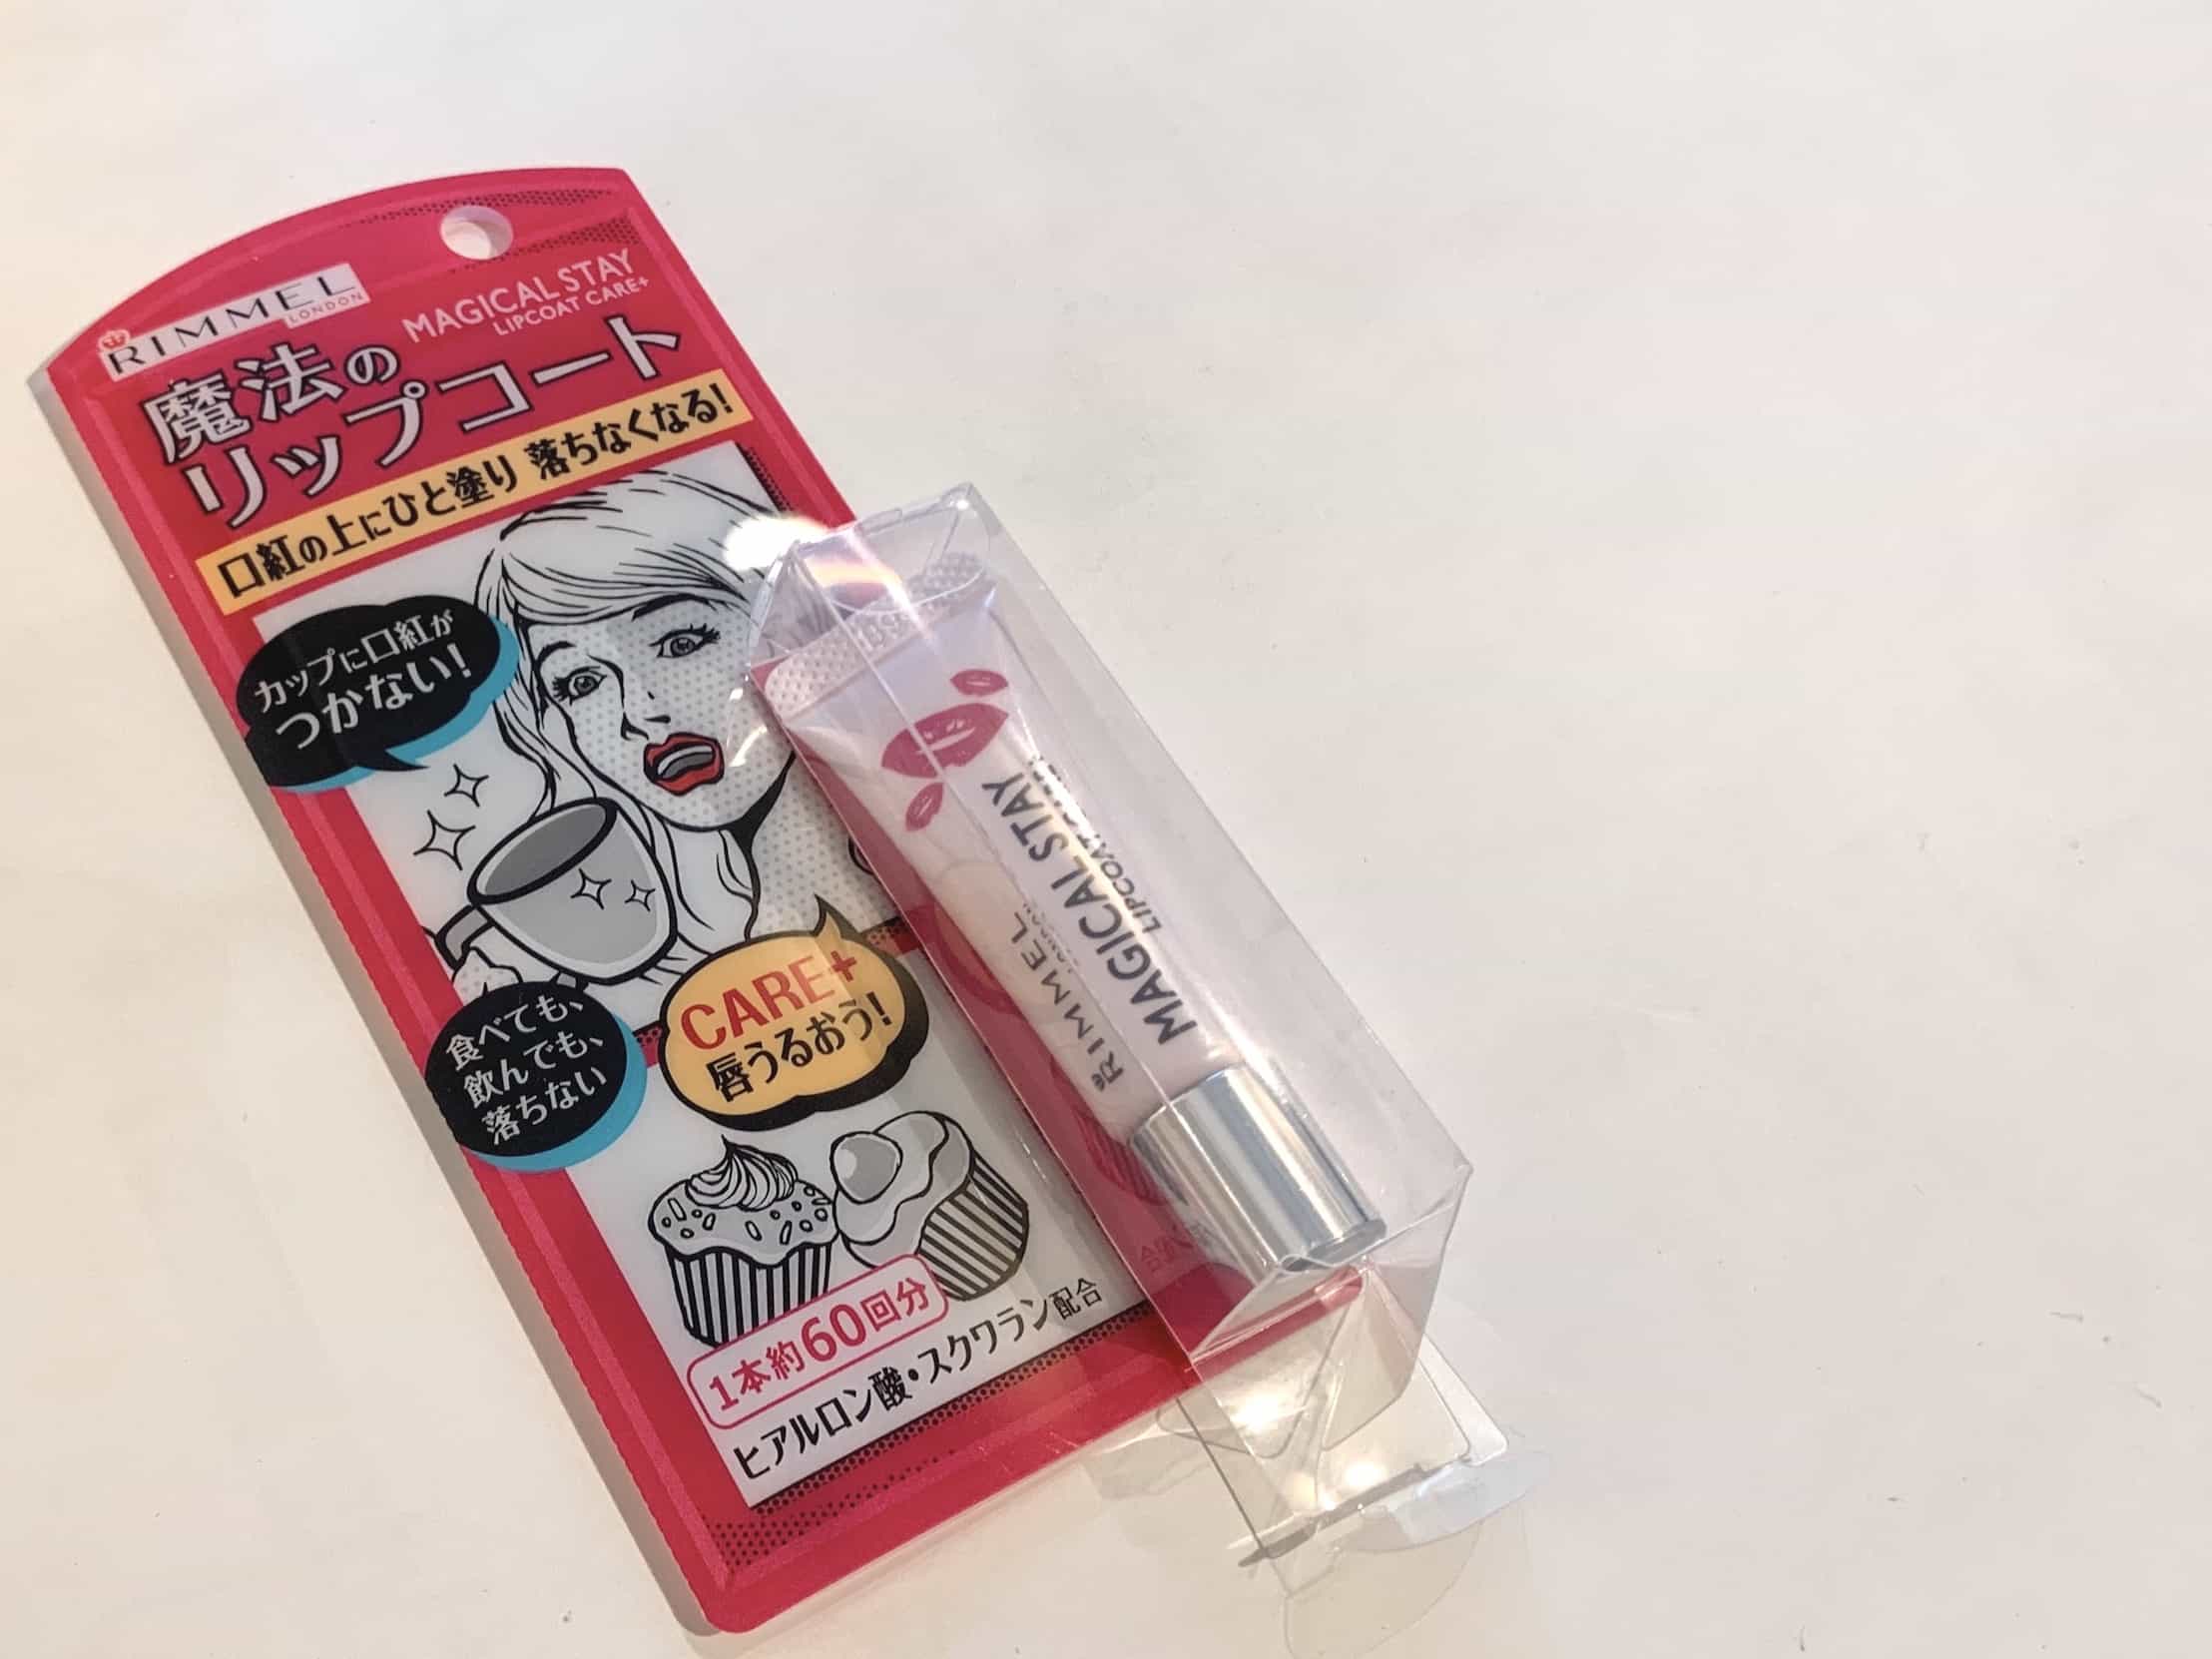 RIMMEL
LONDON
MAGICAL STAY
LIPCOAT CARE+
魔法の
リップコート
口紅の上にひと塗り 落ちなくなる!
カップに口紅が
つかない!
食べても、
飲んでも、
落ちない
CARE+
唇うるおう!
1本約60回分
ヒアルロン酸・スクワラン配合
RIMMEL
LONDON
MAGICAL STAY
LIPCOAT